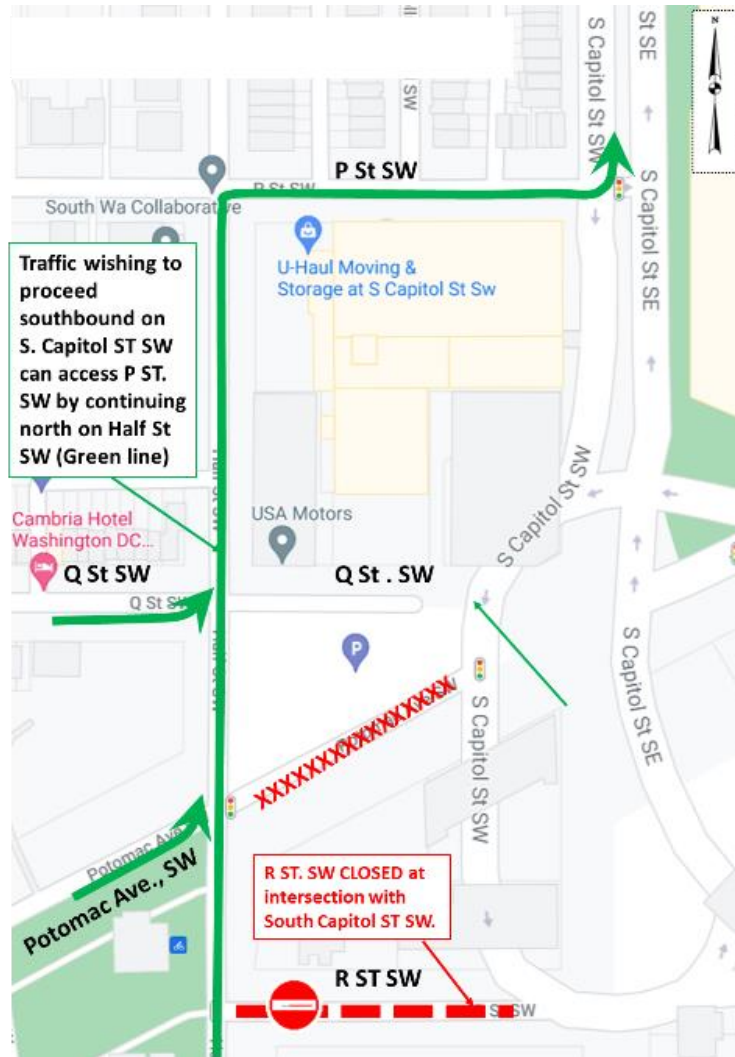 S Capitol St SW
St SE
N
SW
P St SW
P St SW
South Wa Collaborative
S Capitol St SE
U-Haul Moving &
Storage at S Capitol St Sw
Traffic wishing to
proceed
southbound on
S. Capitol ST SW
can access P ST.
SW by continuing
north on Half St
SW (Green line)
S Capitol St SW
USA Motors
Cambria Hotel
Washington DC...
Q St SW
Q St . SW
Q St SW
P
S Capitol St SW
S Capitol St SE
XXXXXXXXXXXXXXXXX
Potomac Ave
Potomac Ave., SW
R ST. SW CLOSED at
intersection with
South Capitol ST SW.
R ST SW
SW